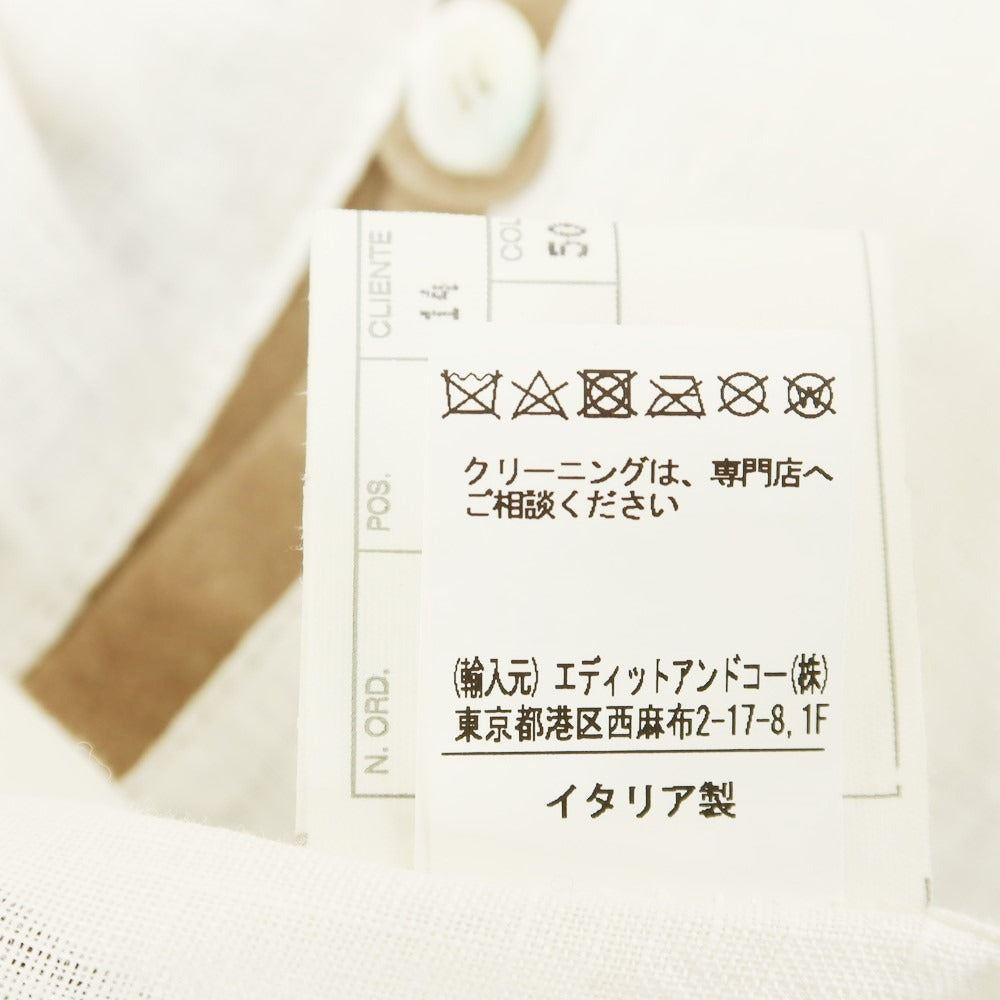 CLIENTE
14
COL
50
POS.
N. ORD.
クリーニングは、専門店へ
ご相談ください
(輸入元) エディットアンドコー(株)
東京都港区西麻布2-17-8, 1F
イタリア製